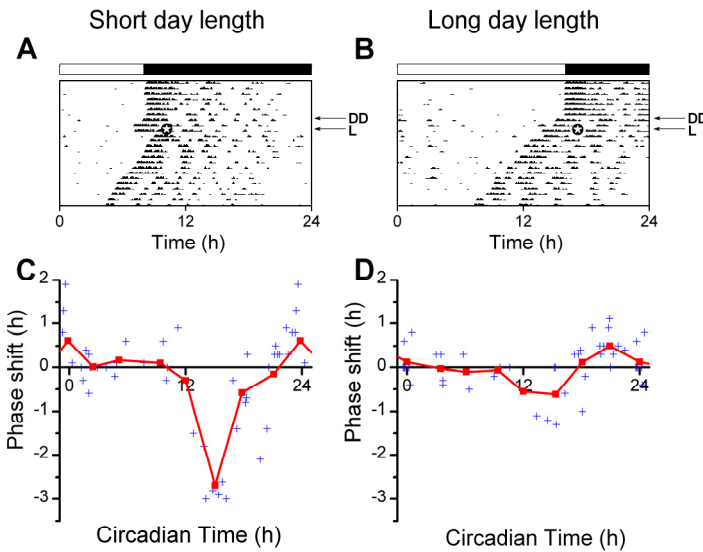 Short day length
Long day length
A
B
DD
L
DD
L
0 12 24
0 12 24
Time (h)
Time (h)
C
D
2
1
0
-1
-2
-3
0 12 24
Phase shift (h)
Circadian Time (h)
2
1
0
-1
-2
-3
0 12 24
Phase shift (h)
Circadian Time (h)